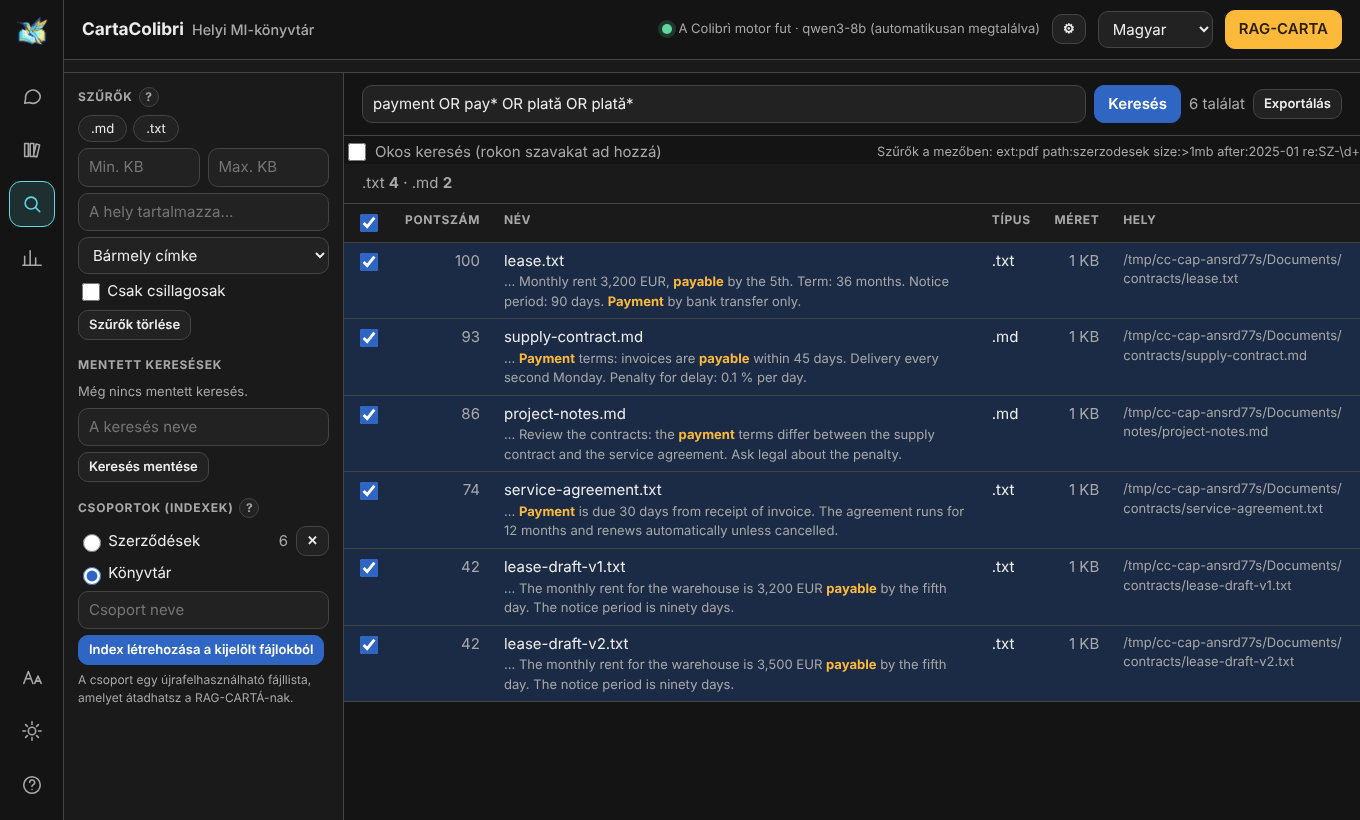 CartaColibri Helyi MI-könyvtár
A Colibrì motor fut · qwen3-8b (automatikusan megtalálva)
Magyar
RAG-CARTA
SZŰRŐK ?
.md .txt
Min. KB Max. KB
A hely tartalmazza...
Bármely címke
Csak csillagosak
Szűrők törlése
MENTETT KERESÉSEK
Még nincs mentett keresés.
A keresés neve
Keresés mentése
CSOPORTOK (INDEXEK) ?
Szerződések 6 ✕
Könyvtár
Csoport neve
Index létrehozása a kijelölt fájlokból
A csoport egy újrafelhasználható fájllista,
amelyet átadhatsz a RAG-CARTÁ-nak.
payment OR pay* OR plată OR plată*
Keresés 6 találat Exportálás
Okos keresés (rokon szavakat ad hozzá)
Szűrők a mezőben: ext:pdf path:szerzodesek size:>1mb after:2025-01 re:SZ-\d+
.txt 4 · .md 2
PONTSZÁM NÉV TÍPUS MÉRET HELY
100 lease.txt .txt 1 KB /tmp/cc-cap-ansrd77s/Documents/
contracts/lease.txt
... Monthly rent 3,200 EUR, payable by the 5th. Term: 36 months. Notice
period: 90 days. Payment by bank transfer only.
93 supply-contract.md .md 1 KB /tmp/cc-cap-ansrd77s/Documents/
contracts/supply-contract.md
... Payment terms: invoices are payable within 45 days. Delivery every
second Monday. Penalty for delay: 0.1 % per day.
86 project-notes.md .md 1 KB /tmp/cc-cap-ansrd77s/Documents/
notes/project-notes.md
... Review the contracts: the payment terms differ between the supply
contract and the service agreement. Ask legal about the penalty.
74 service-agreement.txt .txt 1 KB /tmp/cc-cap-ansrd77s/Documents/
contracts/service-agreement.txt
... Payment is due 30 days from receipt of invoice. The agreement runs for
12 months and renews automatically unless cancelled.
42 lease-draft-v1.txt .txt 1 KB /tmp/cc-cap-ansrd77s/Documents/
contracts/lease-draft-v1.txt
... The monthly rent for the warehouse is 3,200 EUR payable by the fifth
day. The notice period is ninety days.
42 lease-draft-v2.txt .txt 1 KB /tmp/cc-cap-ansrd77s/Documents/
contracts/lease-draft-v2.txt
... The monthly rent for the warehouse is 3,500 EUR payable by the fifth
day. The notice period is ninety days.
AA